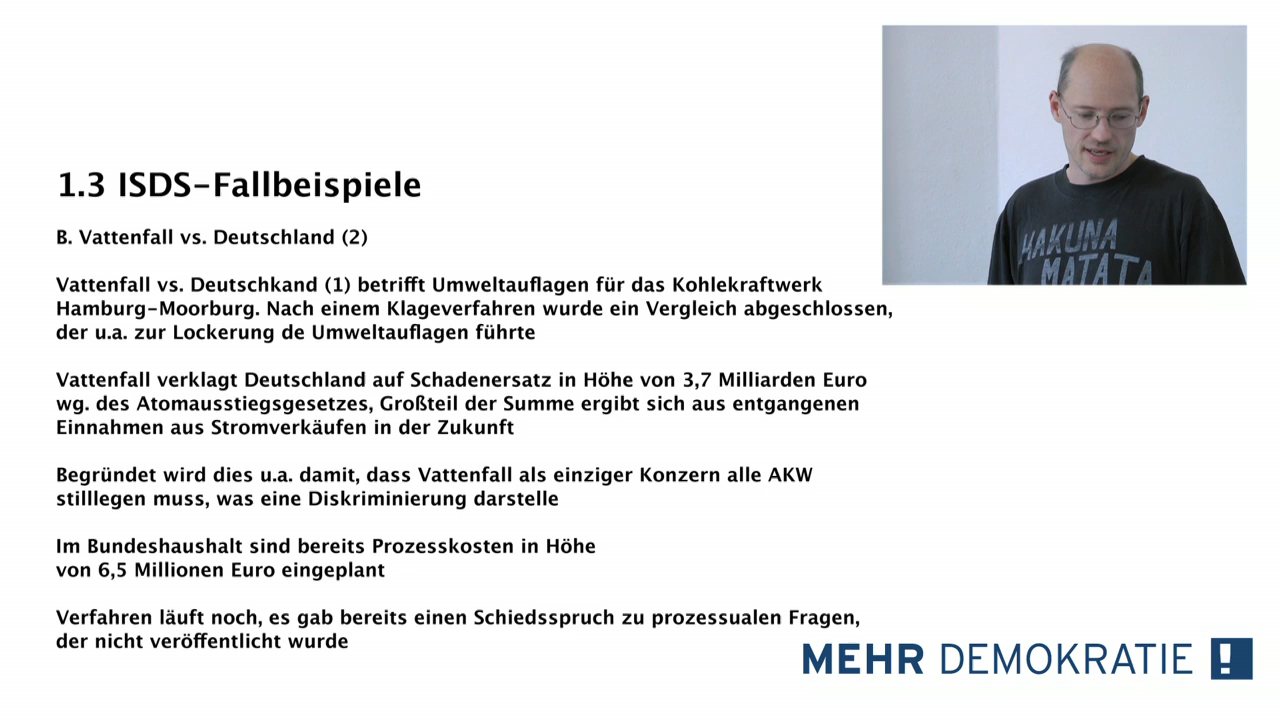 1.3 ISDS-Fallbeispiele
B. Vattenfall vs. Deutschland (2)
Vattenfall vs. Deutschkand (1) betrifft Umweltauflagen für das Kohlekraftwerk
Hamburg-Moorburg. Nach einem Klageverfahren wurde ein Vergleich abgeschlossen,
der u.a. zur Lockerung de Umweltauflagen führte
Vattenfall verklagt Deutschland auf Schadenersatz in Höhe von 3,7 Milliarden Euro
wg. des Atomausstiegsgesetzes, Großteil der Summe ergibt sich aus entgangenen
Einnahmen aus Stromverkäufen in der Zukunft
Begründet wird dies u.a. damit, dass Vattenfall als einziger Konzern alle AKW
stilllegen muss, was eine Diskriminierung darstelle
Im Bundeshaushalt sind bereits Prozesskosten in Höhe
von 6,5 Millionen Euro eingeplant
Verfahren läuft noch, es gab bereits einen Schiedsspruch zu prozessualen Fragen,
der nicht veröffentlicht wurde
HAKUNA
MATATA
MEHR DEMOKRATIE !